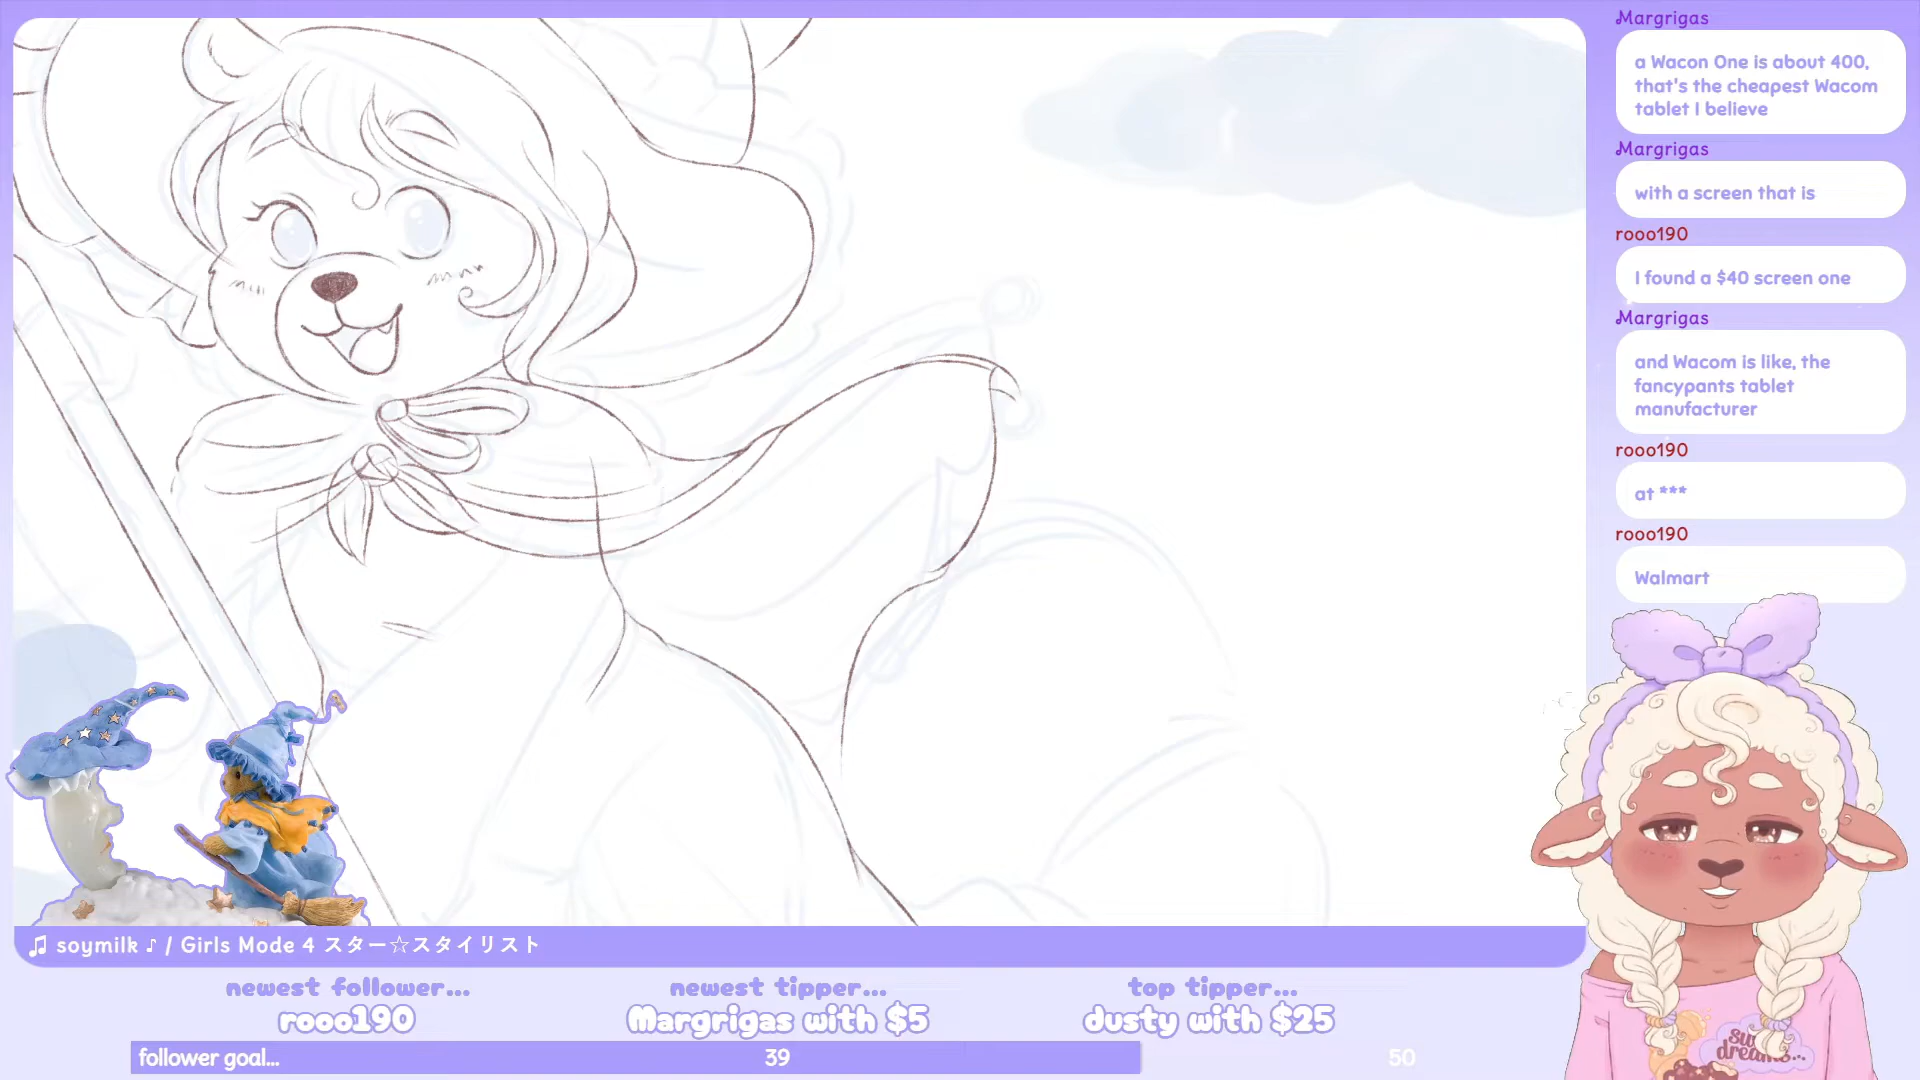 Margrigas
a Wacon One is about 400,
that's the cheapest Wacom
tablet I believe
Margrigas
with a screen that is
rooo190
I found a $40 screen one
Margrigas
and Wacom is like, the
fancypants tablet
manufacturer
rooo190
at ***
rooo190
Walmart
♫ soymilk ♪ / Girls Mode 4 スター☆スタイリスト
newest follower...
rooo190
newest tipper...
Margrigas with $5
top tipper...
dusty with $25
follower goal...
39
50
dreams...